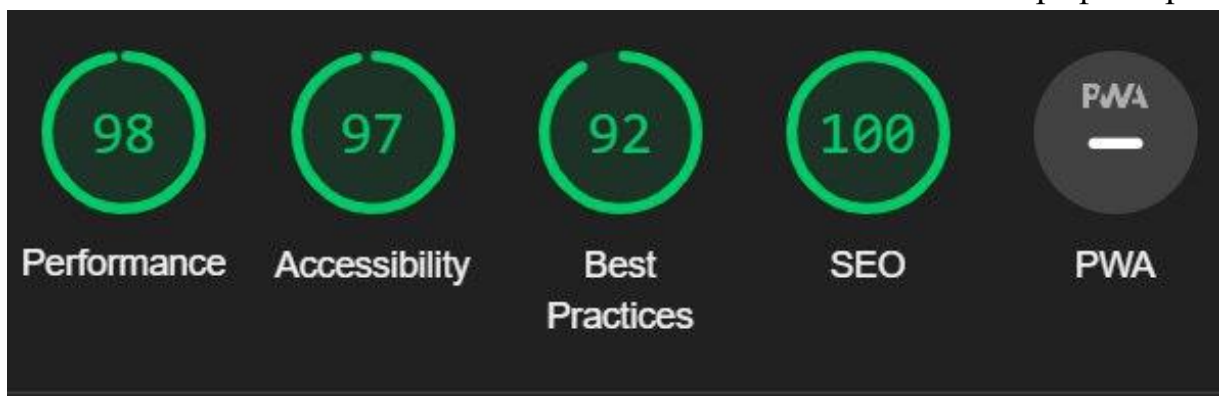 98
97
92
100
PWA
Performance
Accessibility
Best
Practices
SEO
PWA